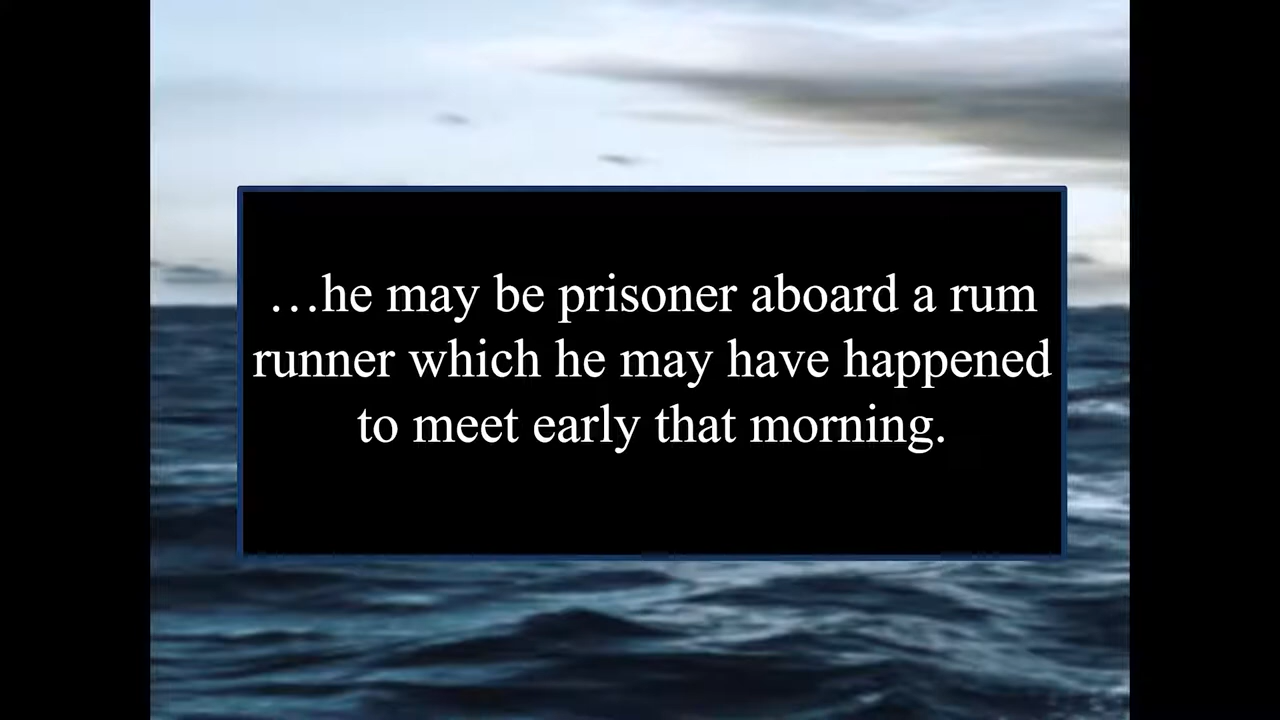 …he may be prisoner aboard a rum
runner which he may have happened
to meet early that morning.